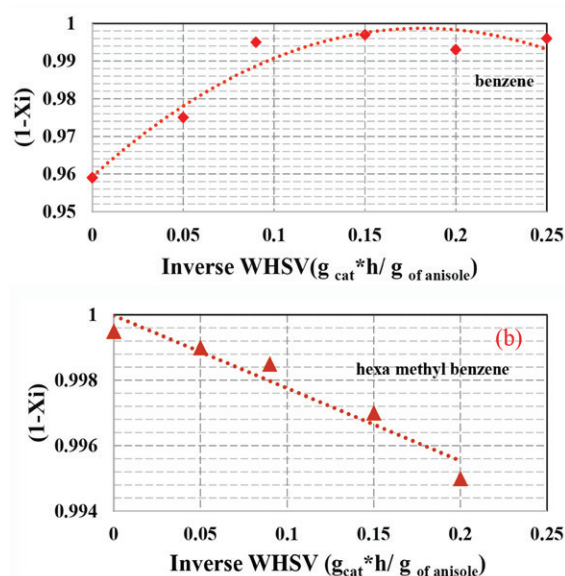 1
0.99
0.98
0.97
0.96
0.95
(1-Xi)
benzene
0 0.05 0.1 0.15 0.2 0.25
Inverse WHSV(g cat*h/ g of anisole)
1
0.998
0.996
0.994
(1-Xi)
(b)
hexa methyl benzene
0 0.05 0.1 0.15 0.2 0.25
Inverse WHSV (gcat*h/ g of anisole)